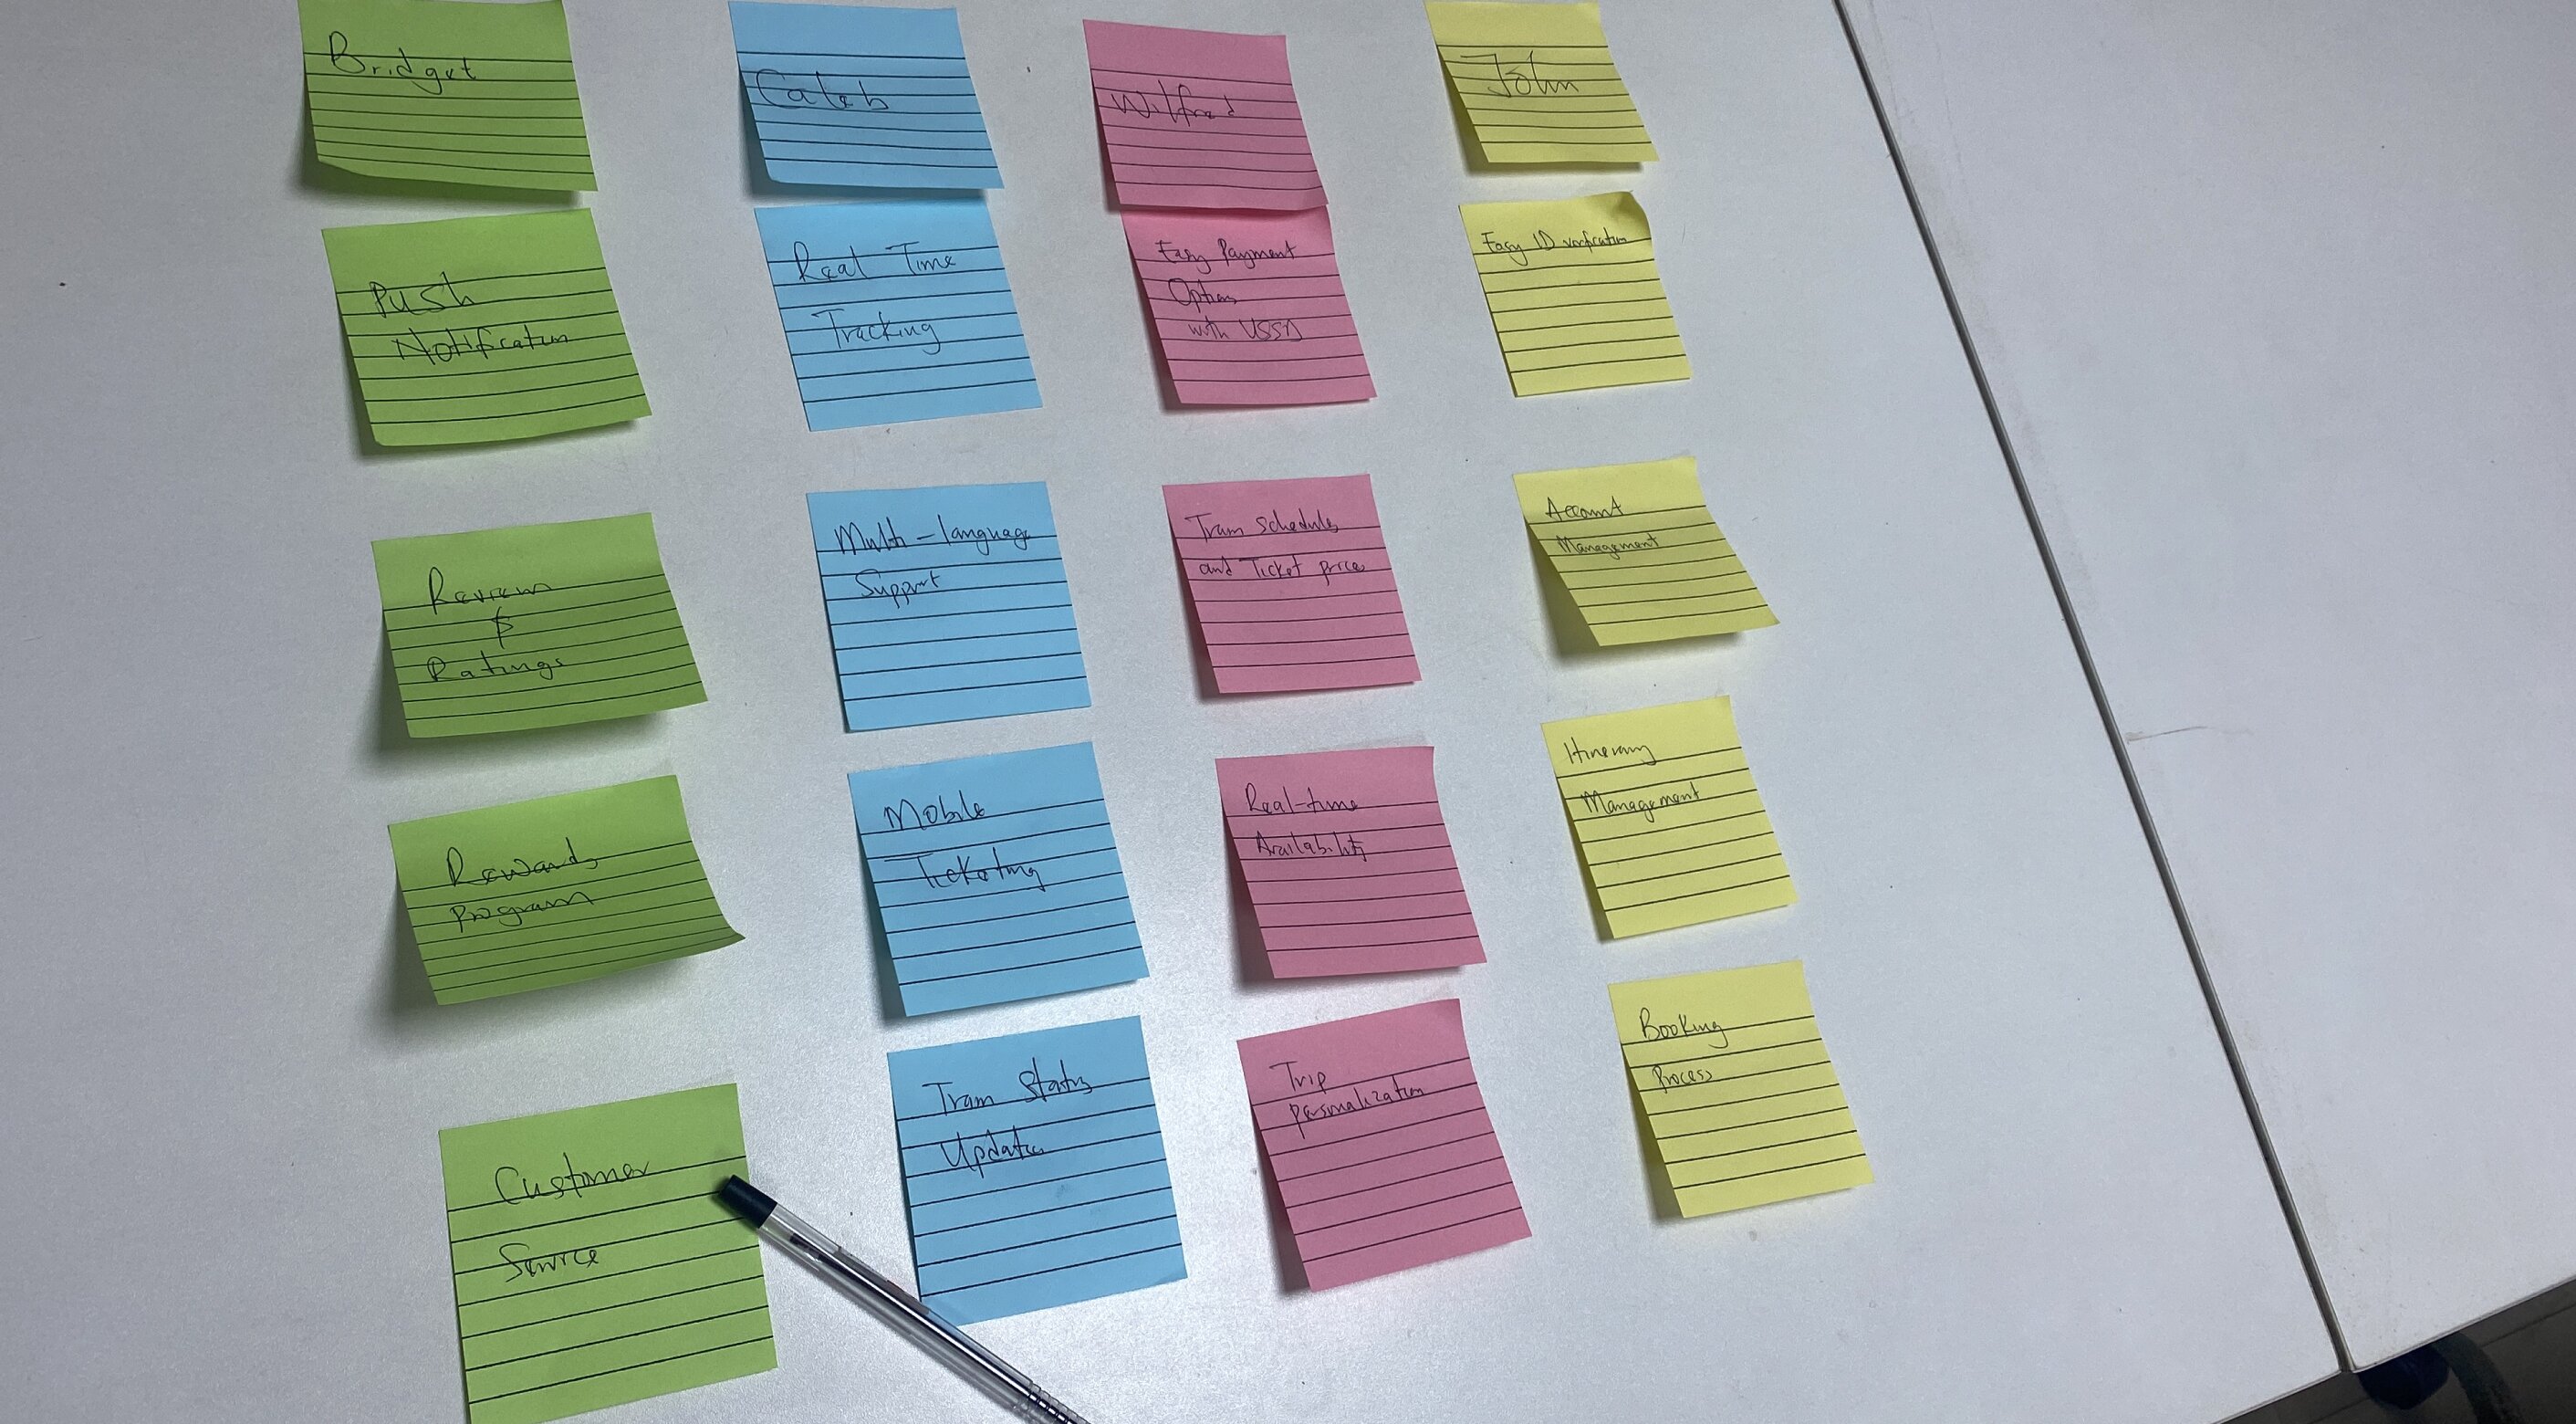 Bridget
Push
Notification
Reviews
&
Ratings
Rewards
Program
Customer
Service
Caleb
Real Time
Tracking
Multi-language
Support
Mobile
Ticketing
Tram Status
Updates
Wilfred
Easy Payment
Options
with USSD
Tram schedules
and Ticket prices
Real-time
Availability
Trip
personalization
John
Easy ID verification
Account
Management
Itinerary
Management
Booking
Process